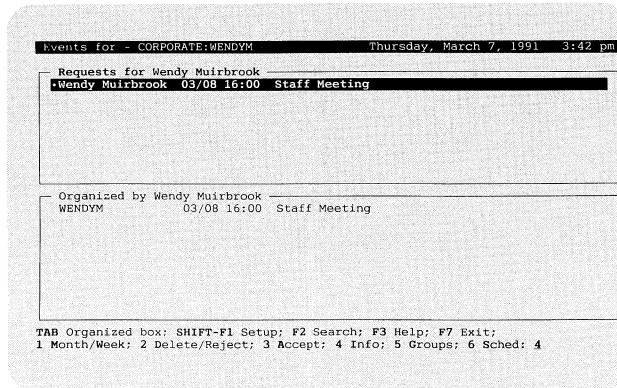 Events for - CORPORATE:WENDYM Thursday, March 7, 1991 3:42 pm
Requests for Wendy Muirbrook
•Wendy Muirbrook 03/08 16:00 Staff Meeting
Organized by Wendy Muirbrook
WENDYM 03/08 16:00 Staff Meeting
TAB Organized box; SHIFT-F1 Setup; F2 Search; F3 Help; F7 Exit;
1 Month/Week; 2 Delete/Reject; 3 Accept; 4 Info; 5 Groups; 6 Sched: 4